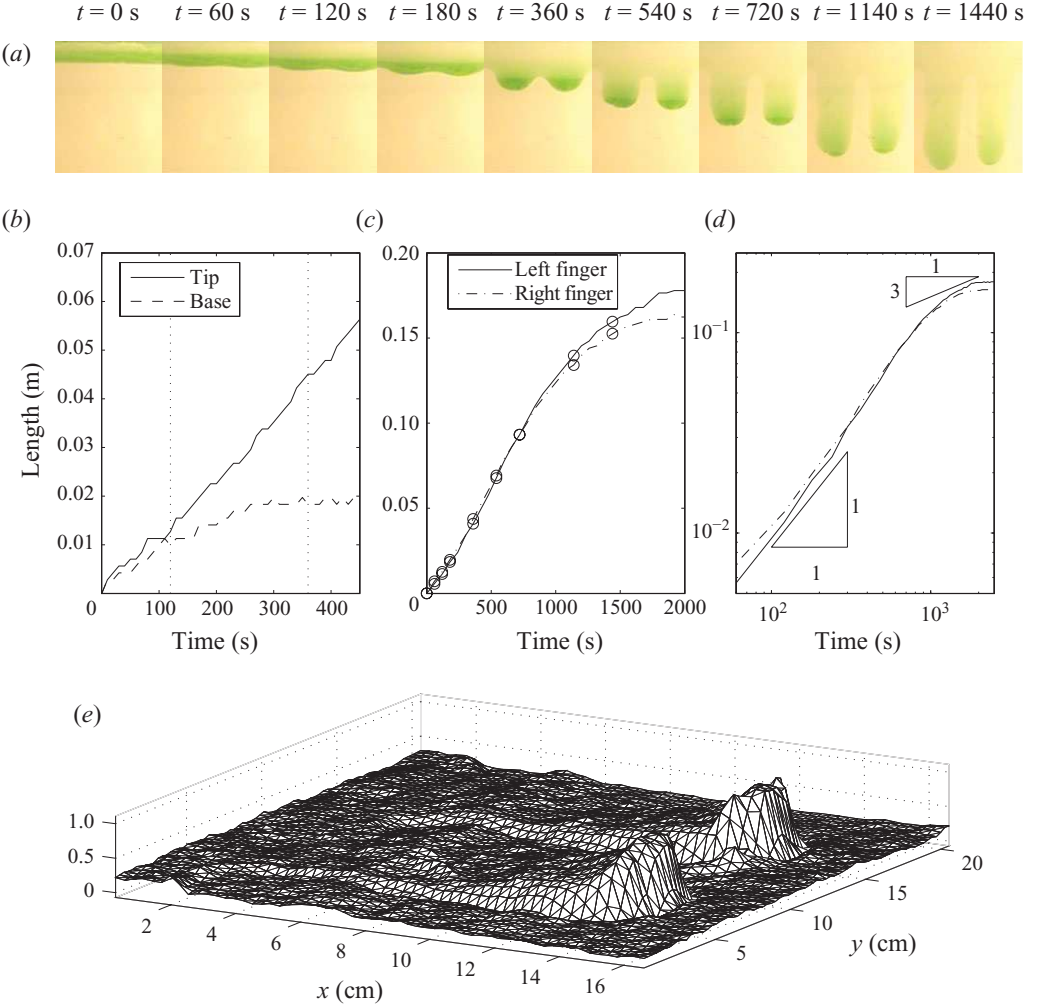 t = 0 s t = 60 s t = 120 s t = 180 s t = 360 s t = 540 s t = 720 s t = 1140 s t = 1440 s
(a)
(b) (c) (d)
0.07
0.06
0.05
0.04
0.03
0.02
0.01
0 100 200 300 400
Length (m)
Time (s)
Tip
Base
0.20
0.15
0.10
0.05
0
0 500 1000 1500 2000
Time (s)
Left finger
Right finger
10⁻¹
10⁻²
10² 10³
Time (s)
1
3
1
1
(e)
1.0
0.5
0
2 4 6 8 10 12 14 16
x (cm)
5 10 15 20
y (cm)